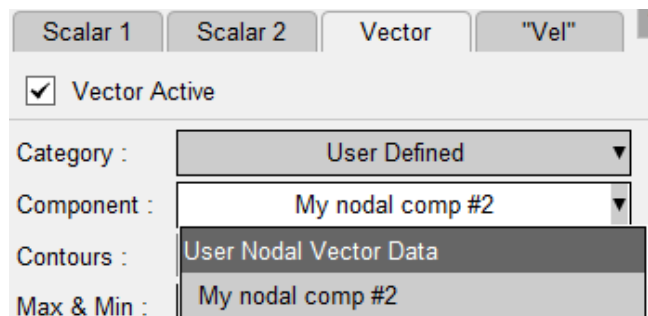 Scalar 1 Scalar 2 Vector "Vel"
Vector Active
Category : User Defined
Component : My nodal comp #2
Contours : User Nodal Vector Data
Max & Min : My nodal comp #2